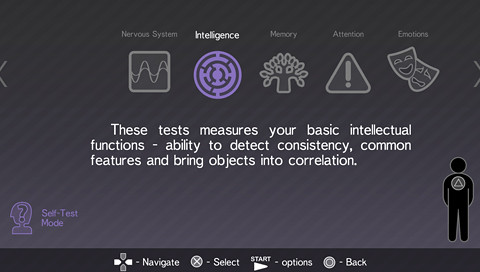 Nervous System Intelligence Memory Attention Emotions
These tests measures your basic intellectual
functions - ability to detect consistency, common
features and bring objects into correlation.
Self-Test
Mode
- Navigate - Select START - options - Back